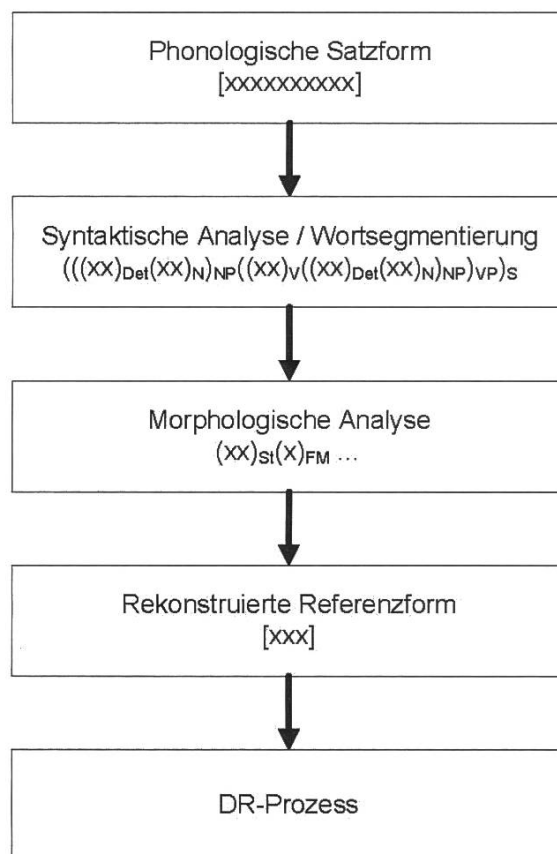 Phonologische Satzform
[xxxxxxxxxx]
Syntaktische Analyse / Wortsegmentierung
(((xx)Det(xx)N)NP((xx)V((xx)Det(xx)N)NP)VP)S
Morphologische Analyse
(xx)St(x)FM ...
Rekonstruierte Referenzform
[xxx]
DR-Prozess